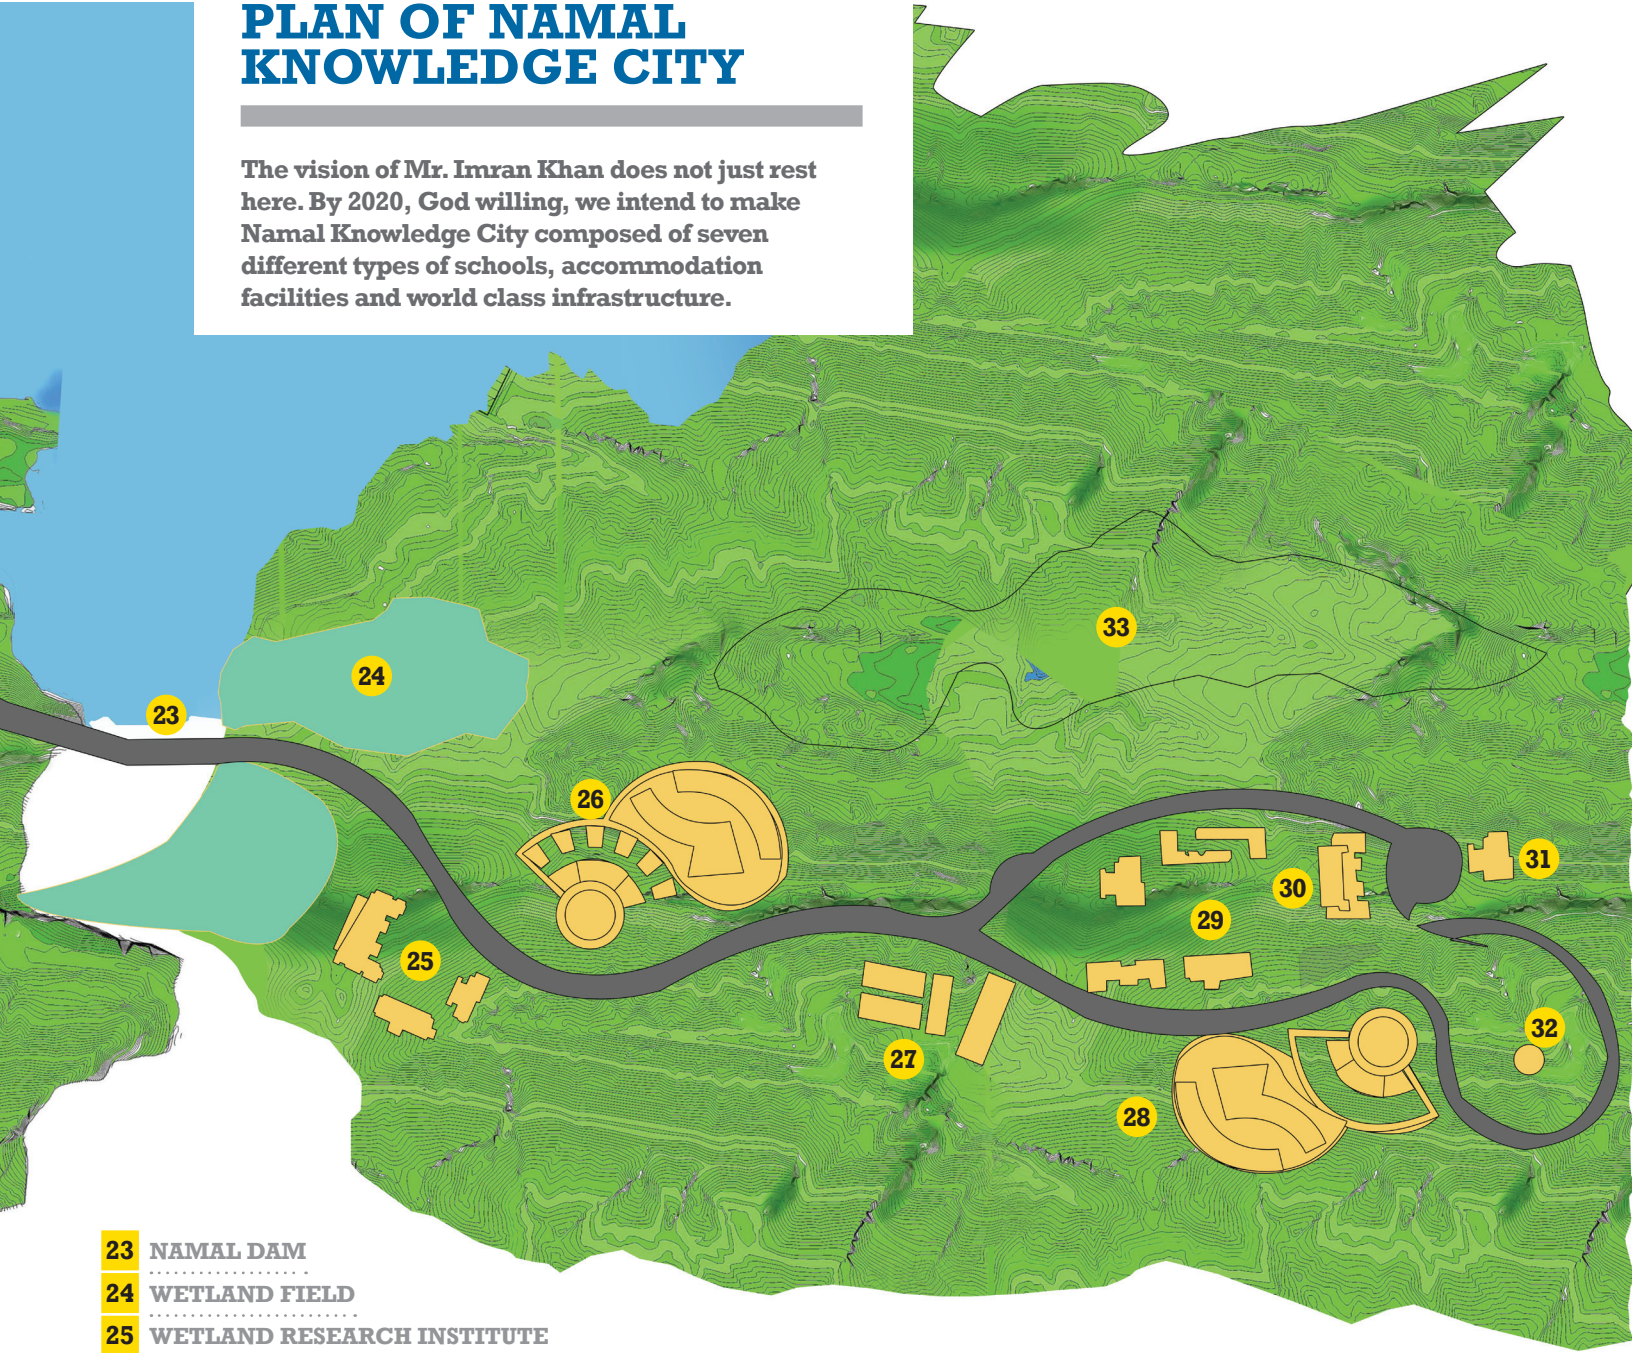 PLAN OF NAMAL
KNOWLEDGE CITY
The vision of Mr. Imran Khan does not just rest
here. By 2020, God willing, we intend to make
Namal Knowledge City composed of seven
different types of schools, accommodation
facilities and world class infrastructure.
33
24
23
26
31
30
29
25
32
27
28
23 NAMAL DAM
24 WETLAND FIELD
25 WETLAND RESEARCH INSTITUTE